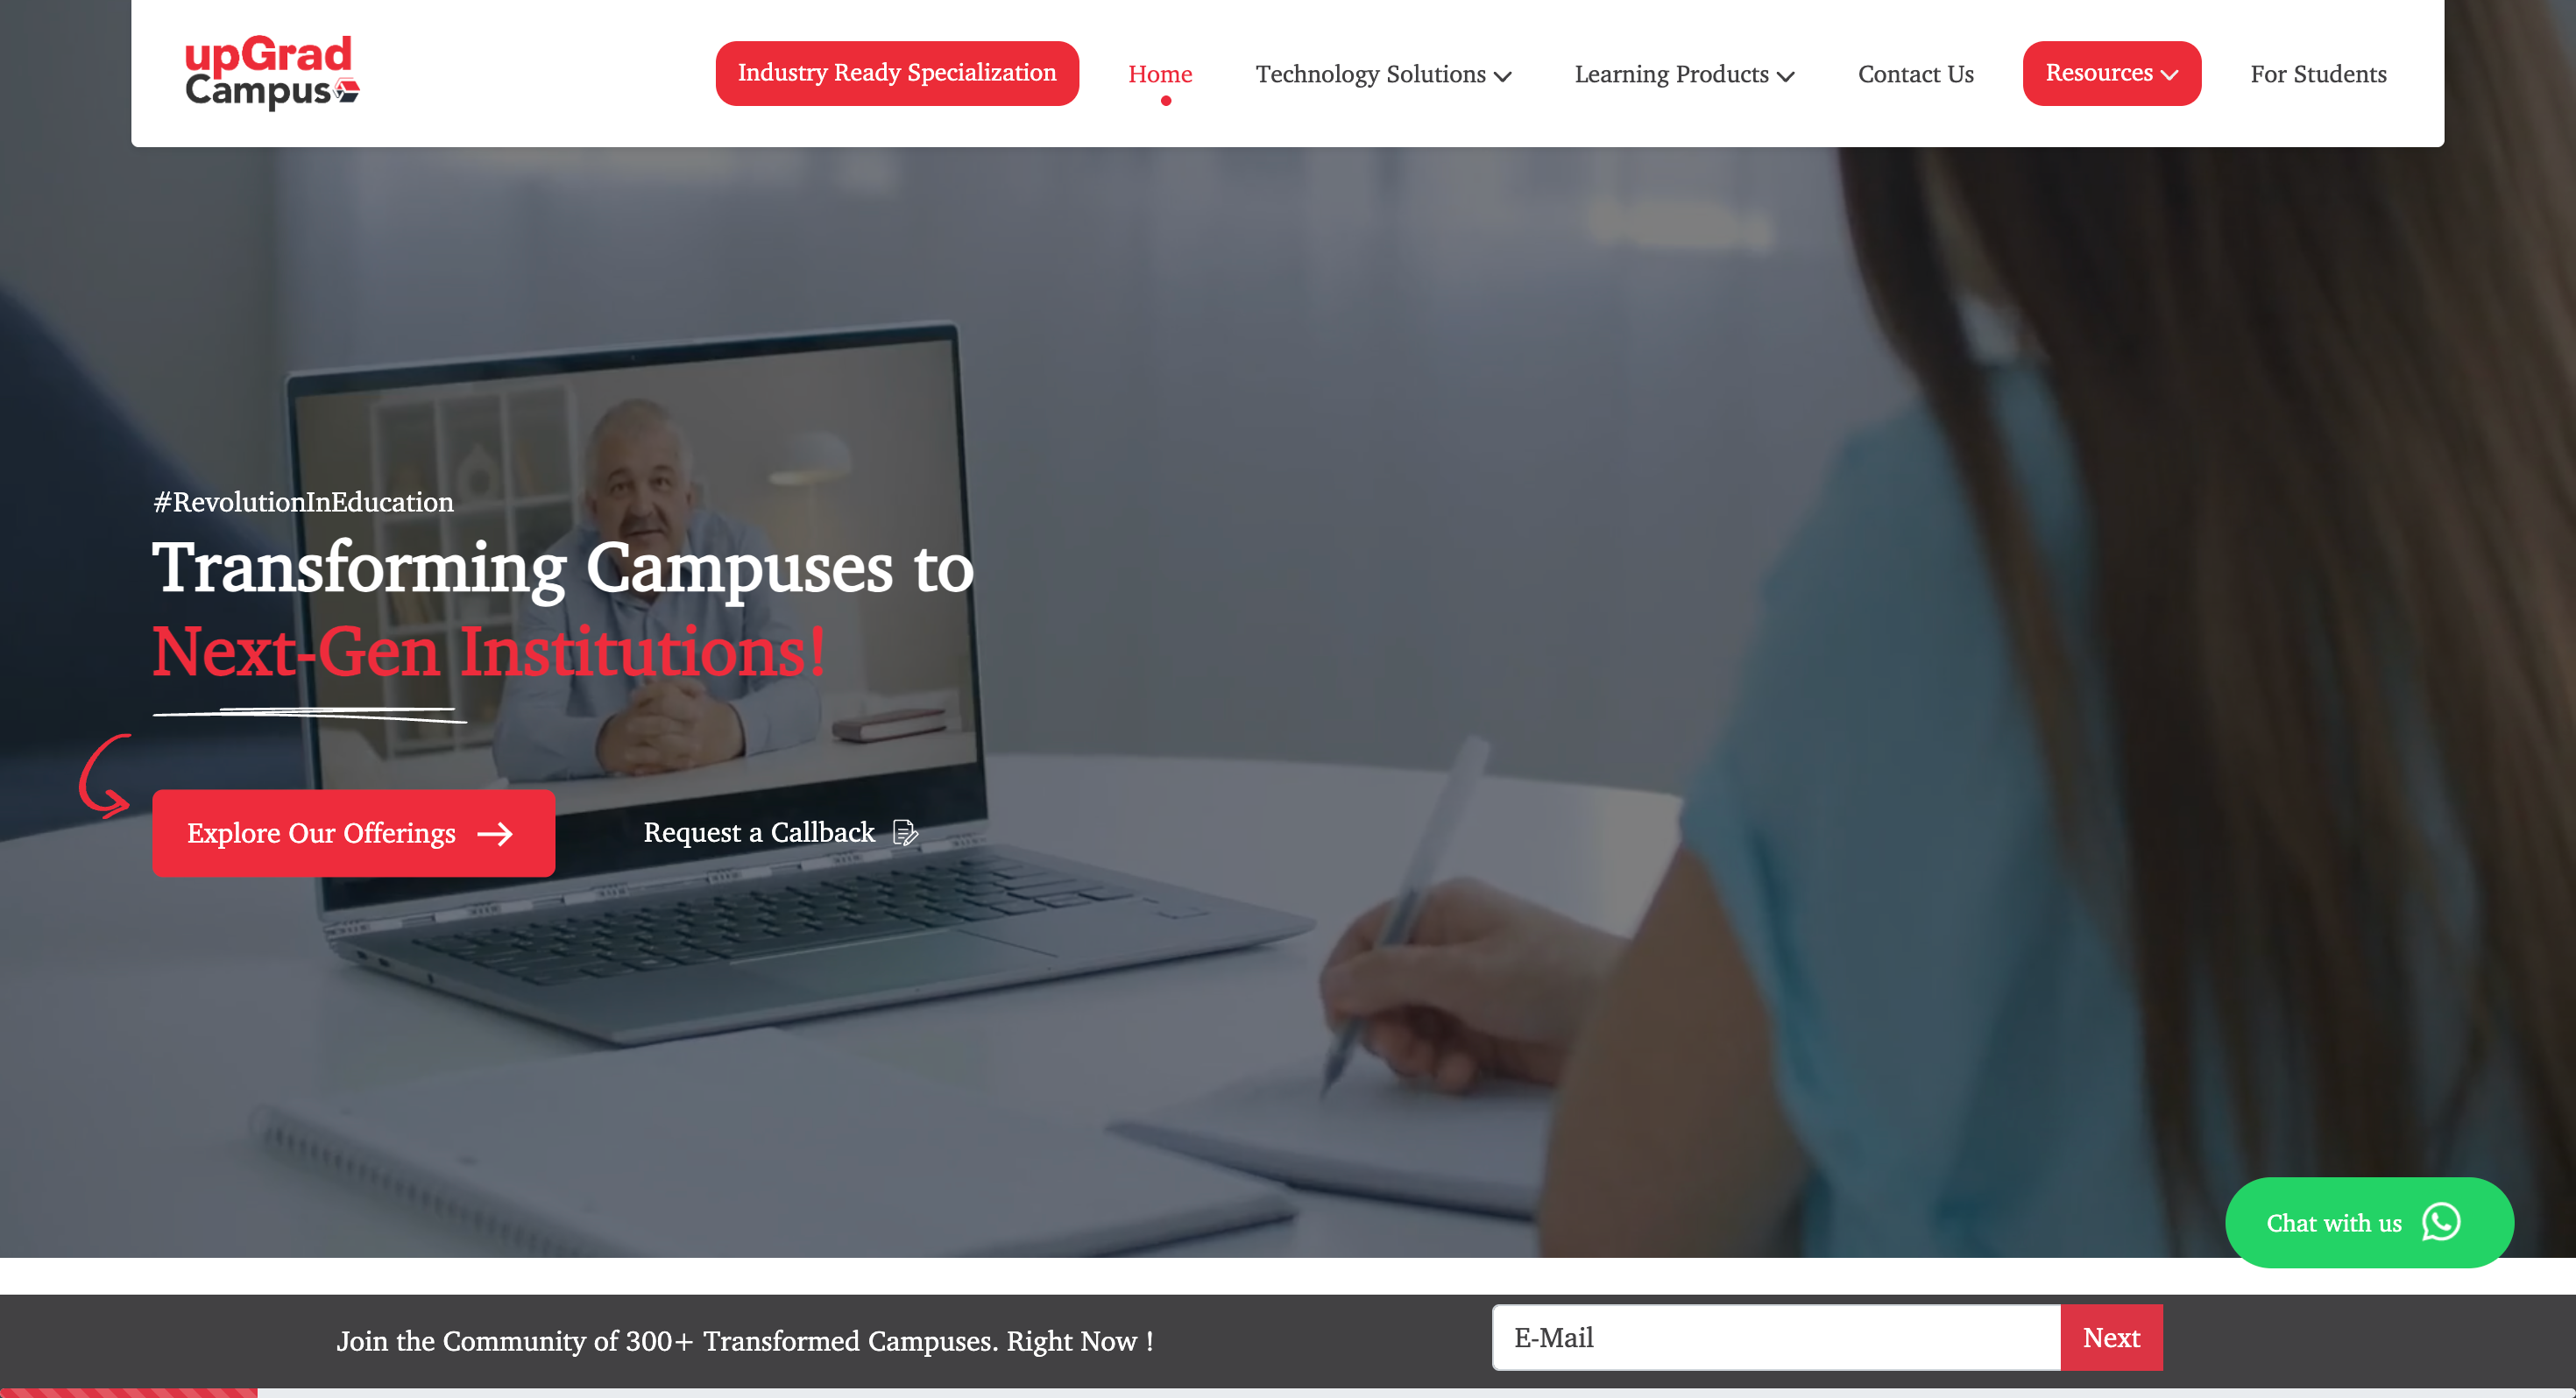 upGrad
Campus
Industry Ready Specialization
Home
Technology Solutions
Learning Products
Contact Us
Resources
For Students
#RevolutionInEducation
Transforming Campuses to
Next-Gen Institutions!
Explore Our Offerings
Request a Callback
Chat with us
Join the Community of 300+ Transformed Campuses. Right Now !
E-Mail
Next